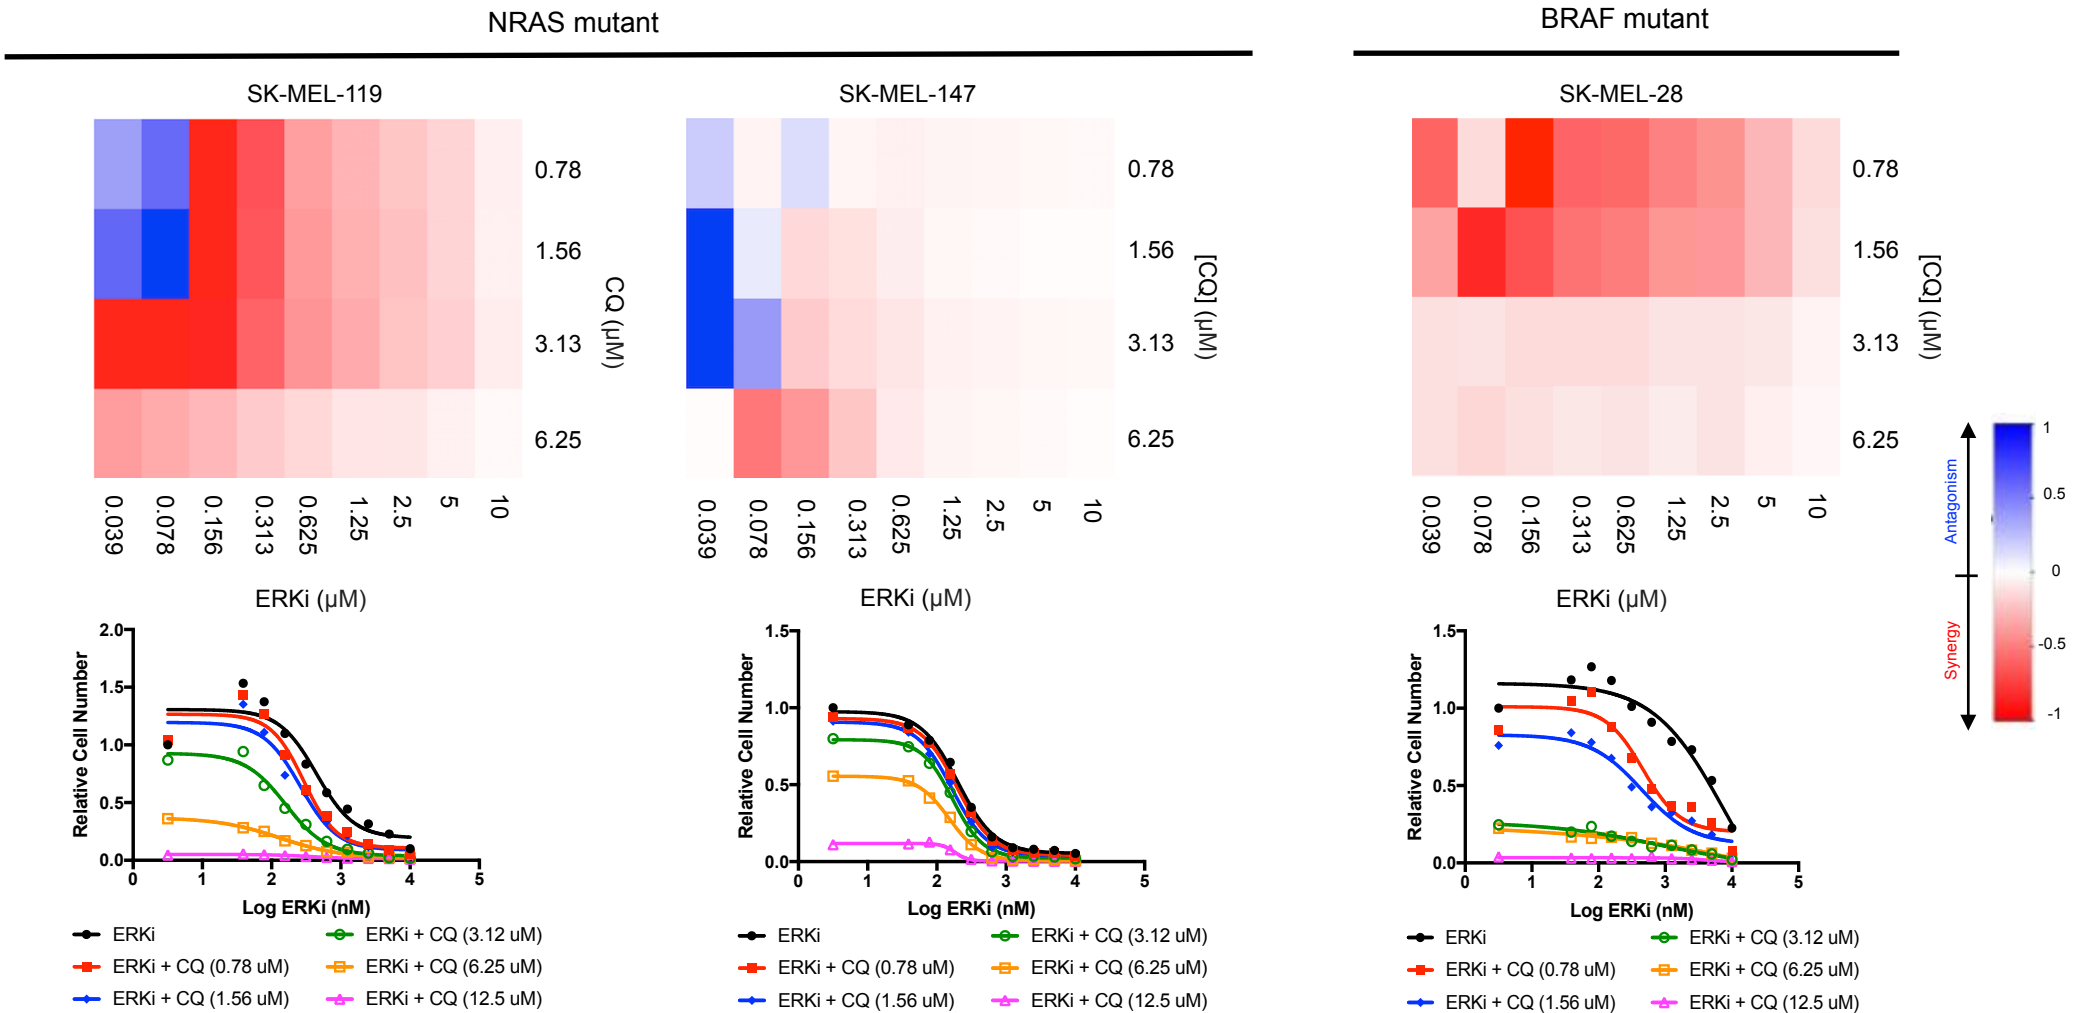 NRAS mutant
BRAF mutant
SK-MEL-119
SK-MEL-147
SK-MEL-28
0.78
1.56
3.13
6.25
CQ (μM)
0.039
0.078
0.156
0.313
0.625
1.25
2.5
5
10
ERKi (μM)
0.78
1.56
3.13
6.25
[CQ] (μM)
0.039
0.078
0.156
0.313
0.625
1.25
2.5
5
10
ERKi (μM)
0.78
1.56
3.13
6.25
[CQ] (μM)
0.039
0.078
0.156
0.313
0.625
1.25
2.5
5
10
ERKi (μM)
Antagonism
Synergy
1
0.5
0
-0.5
-1
Relative Cell Number
2.0
1.5
1.0
0.5
0.0
0
1
2
3
4
5
Log ERKi (nM)
ERKi
ERKi + CQ (0.78 uM)
ERKi + CQ (1.56 uM)
ERKi + CQ (3.12 uM)
ERKi + CQ (6.25 uM)
ERKi + CQ (12.5 uM)
Relative Cell Number
1.5
1.0
0.5
0.0
0
1
2
3
4
5
Log ERKi (nM)
ERKi
ERKi + CQ (0.78 uM)
ERKi + CQ (1.56 uM)
ERKi + CQ (3.12 uM)
ERKi + CQ (6.25 uM)
ERKi + CQ (12.5 uM)
Relative Cell Number
1.5
1.0
0.5
0.0
0
1
2
3
4
5
Log ERKi (nM)
ERKi
ERKi + CQ (0.78 uM)
ERKi + CQ (1.56 uM)
ERKi + CQ (3.12 uM)
ERKi + CQ (6.25 uM)
ERKi + CQ (12.5 uM)